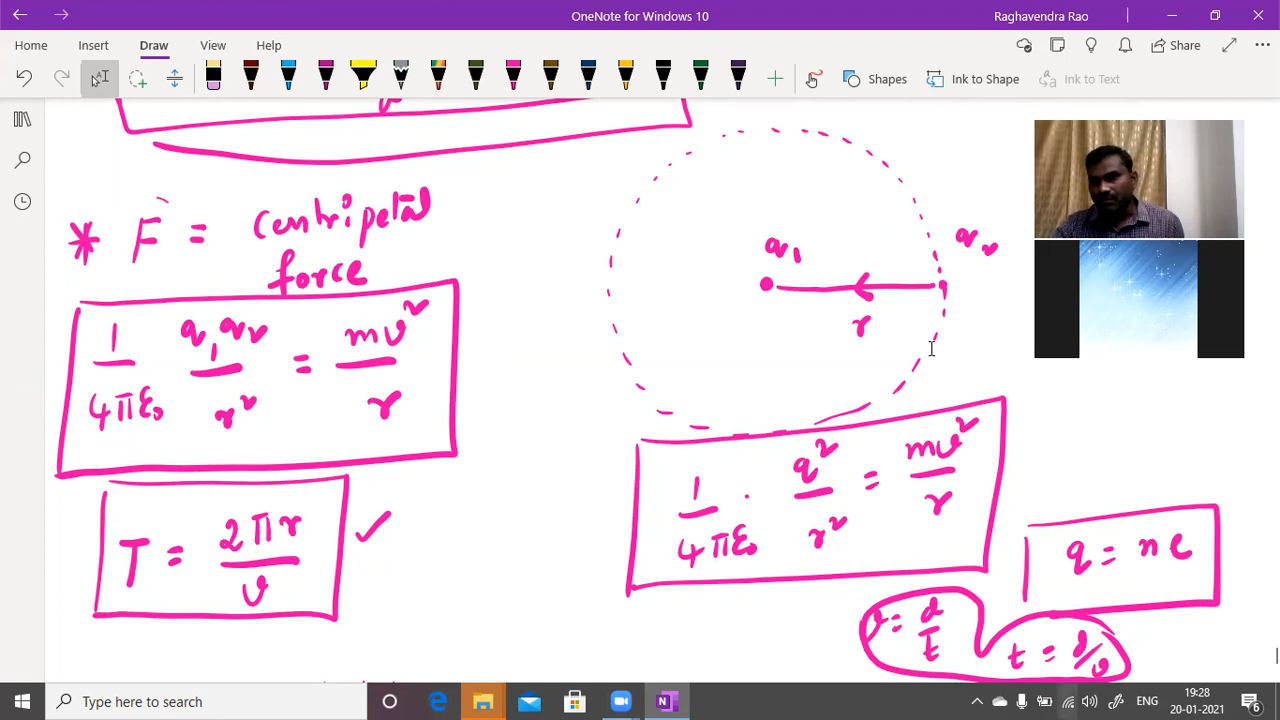 OneNote for Windows 10
Raghavendra Rao
Home Insert Draw View Help
Share
Shapes
Ink to Shape
Ink to Text
* F = Centripetal
force
1/4πε₀ q₁q₂/r² = mv²/r
T = 2πr/v ✓
q₁
q₂
r
1/4πε₀ · q²/r² = mv²/r
q = ne
v = d/t
t = d/v
Type here to search
ENG
19:28
20-01-2021
6